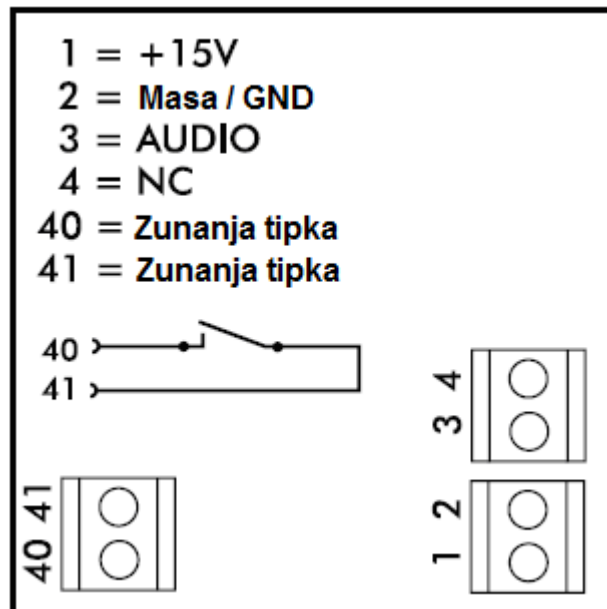 1 = +15V
2 = Masa / GND
3 = AUDIO
4 = NC
40 = Zunanja tipka
41 = Zunanja tipka
40
41
4
3
41
40
2
1